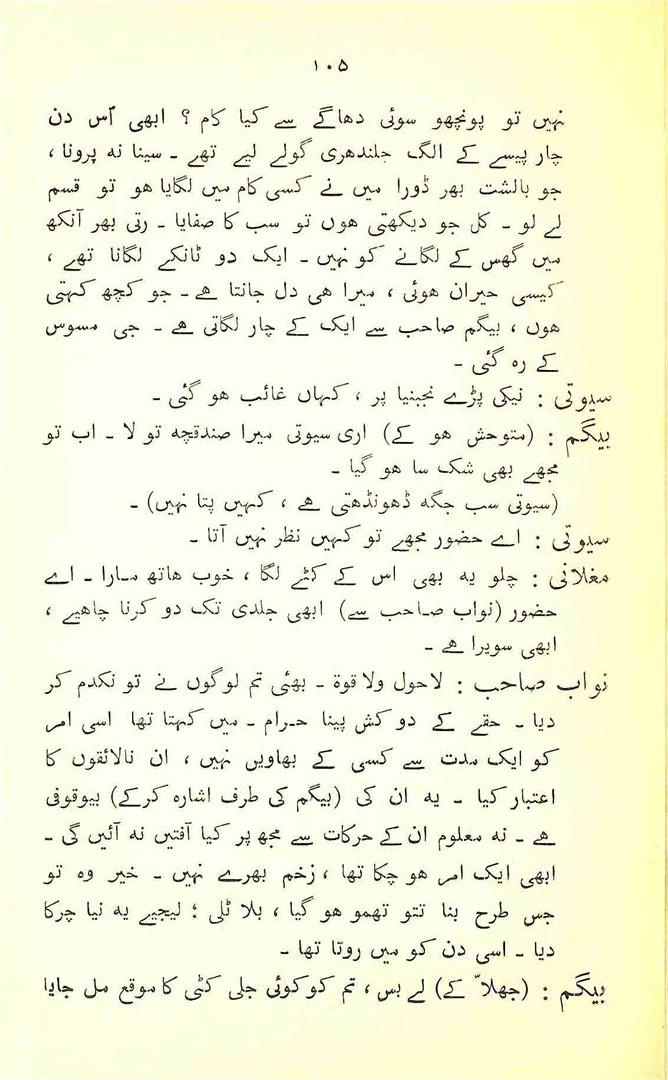 ۱۰۵
نہیں تو پونچھو سوئی دھاگے سے کیا کام ؟ ابھی اُس دن
چار پیسے کے الگ جلندھری گولے لیے تھے ۔ سینا نہ پرونا ،
جو بالشت بھر ڈورا میں نے کسی کام میں لگایا ھو تو قسم
لے لو ۔ کل جو دیکھتی ھوں تو سب کا صفایا ۔ رتی بھر آنکھ
میں گھس کے لگانے کو نہیں ۔ ایک دو ٹانکے لگانا تھے ،
کیسی حیران ھوئی ، میرا ھی دل جانتا ھے ۔ جو کچھ کہتی
ھوں ، بیگم صاحب سے ایک کے چار لگاتی ھے ۔ جی مسوس
کے رہ گئی ۔
سیوتی : نیکی پڑے نجبنیا پر ، کہاں غائب ھو گئی ۔
بیگم : (متوحش ھو کے) اری سیوتی میرا صندقچہ تو لا ۔ اب تو
مجھے بھی شک سا ھو گیا ۔
(سیوتی سب جگہ ڈھونڈھتی ھے ، کہیں پتا نہیں) ۔
سیوتی : اے حضور مجھے تو کہیں نظر نہیں آتا ۔
مغلانی : چلو یہ بھی اس کے کٹے لگا ، خوب ھاتھ مارا ۔ اے
حضور (نواب صاحب سے) ابھی جلدی تک دو کرنا چاھیے ،
ابھی سویرا ھے ۔
نواب صاحب : لاحول ولا قوۃ ۔ بھئی تم لوگوں نے تو نکدم کر
دیا ۔ حقے کے دو کش پینا حرام ۔ میں کہتا تھا اسی امر
کو ایک مدت سے کسی کے بھاویں نہیں ، ان نالائقوں کا
اعتبار کیا ۔ یہ ان کی (بیگم کی طرف اشارہ کرکے) بیوقوفی
ھے ۔ نہ معلوم ان کے حرکات سے مجھ پر کیا آفتیں نہ آئیں گی ۔
ابھی ایک امر ھو چکا تھا ، زخم بھرے نہیں ۔ خیر وہ تو
جس طرح بنا تتو تھمو ھو گیا ، بلا ٹلی ؛ لیجیے یہ نیا چرکا
دیا ۔ اسی دن کو میں روتا تھا ۔
بیگم : (جھلاّ کے) لے بس ، تم کو کوئی جلی کٹی کا موقع مل جایا